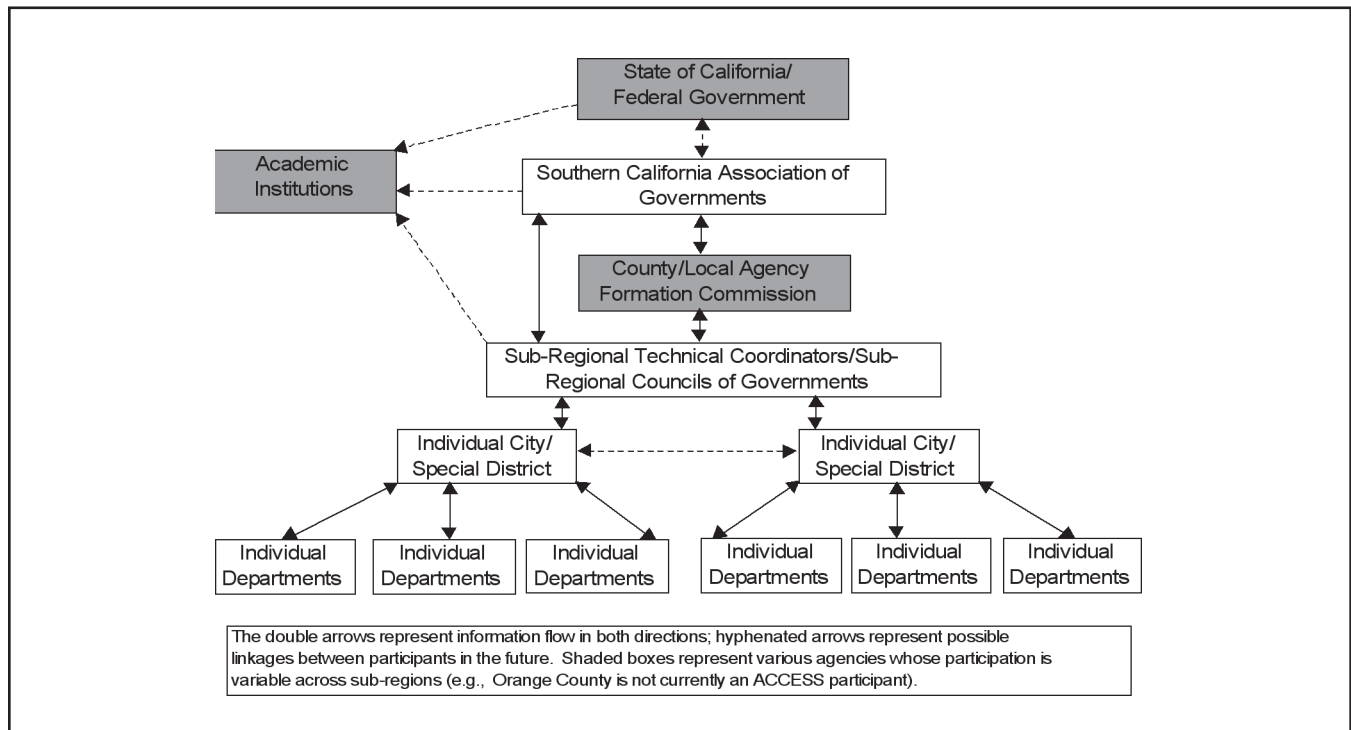 State of California/
Federal Government
Academic
Institutions
Southern California Association of
Governments
County/Local Agency
Formation Commission
Sub-Regional Technical Coordinators/Sub-
Regional Councils of Governments
Individual City/
Special District
Individual City/
Special District
Individual
Departments
Individual
Departments
Individual
Departments
Individual
Departments
Individual
Departments
Individual
Departments
The double arrows represent information flow in both directions; hyphenated arrows represent possible
linkages between participants in the future. Shaded boxes represent various agencies whose participation is
variable across sub-regions (e.g., Orange County is not currently an ACCESS participant).